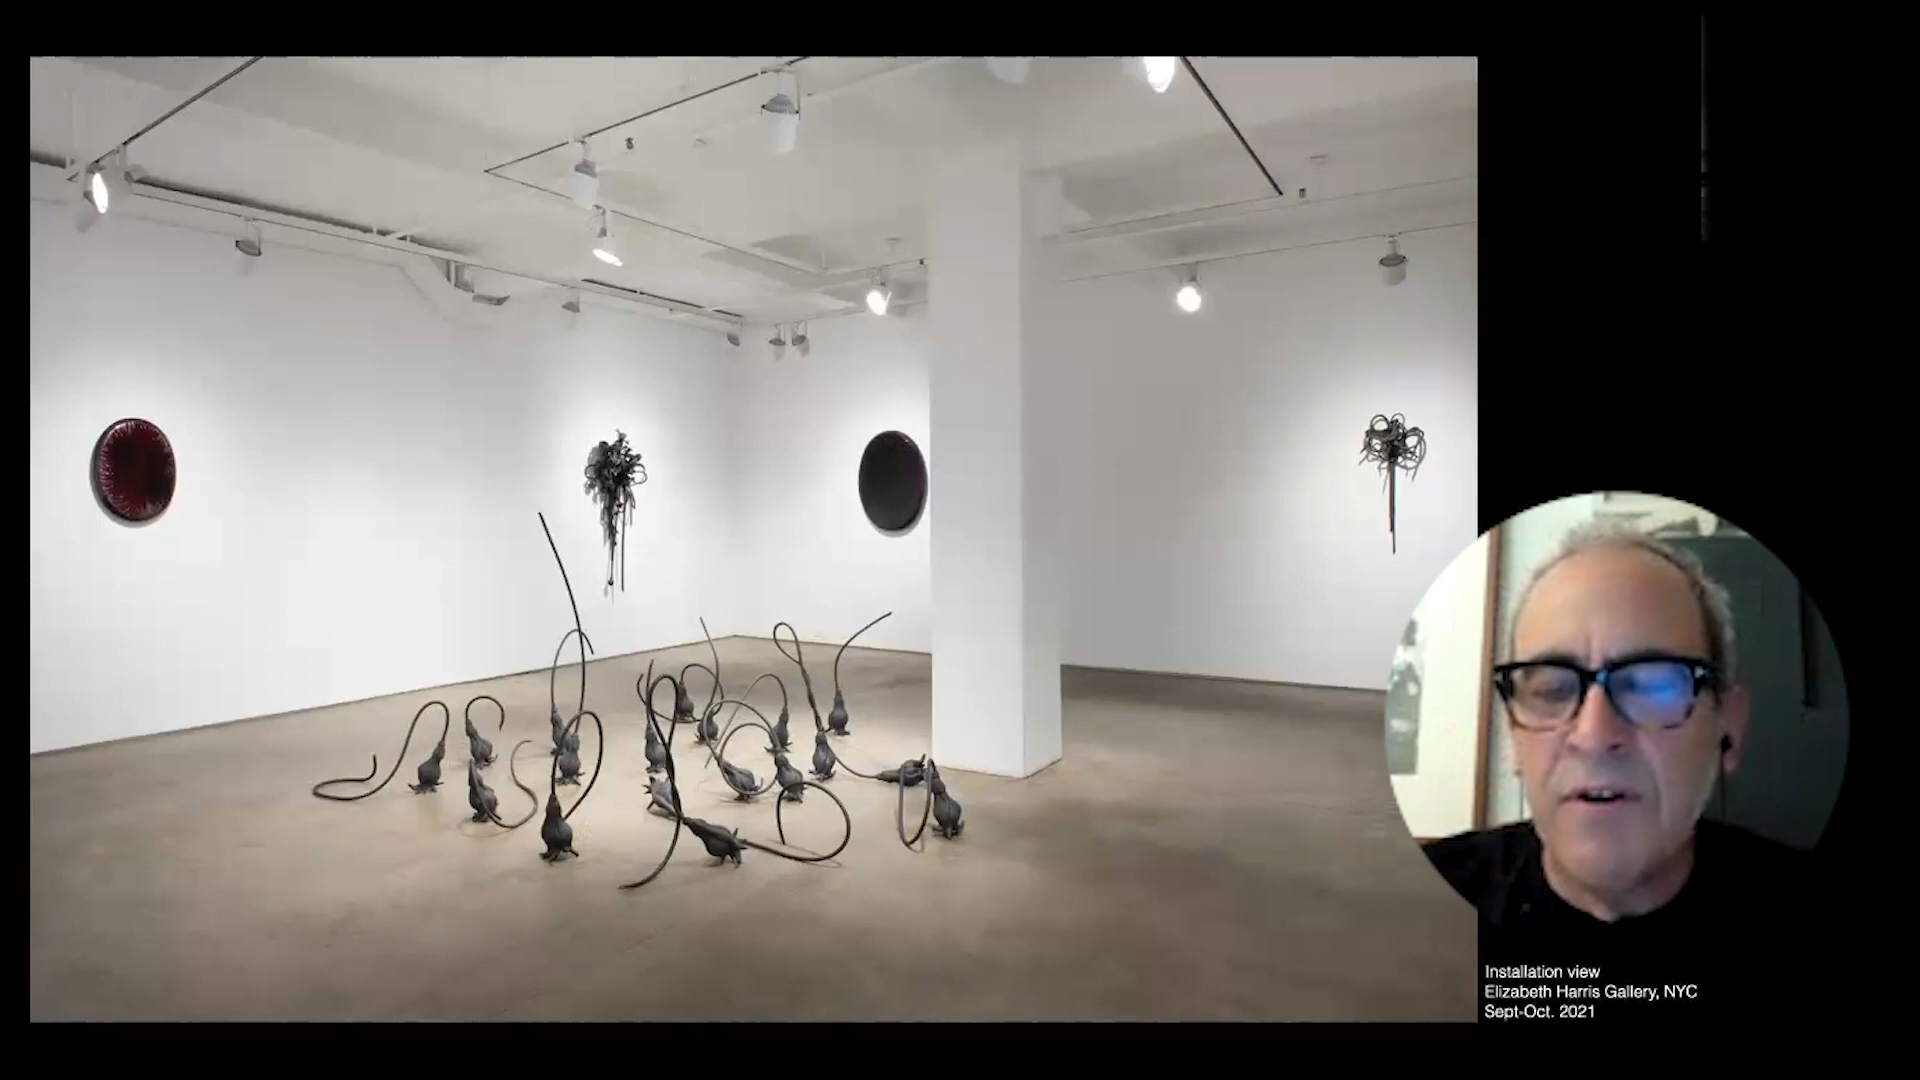 Installation view
Elizabeth Harris Gallery, NYC
Sept-Oct. 2021